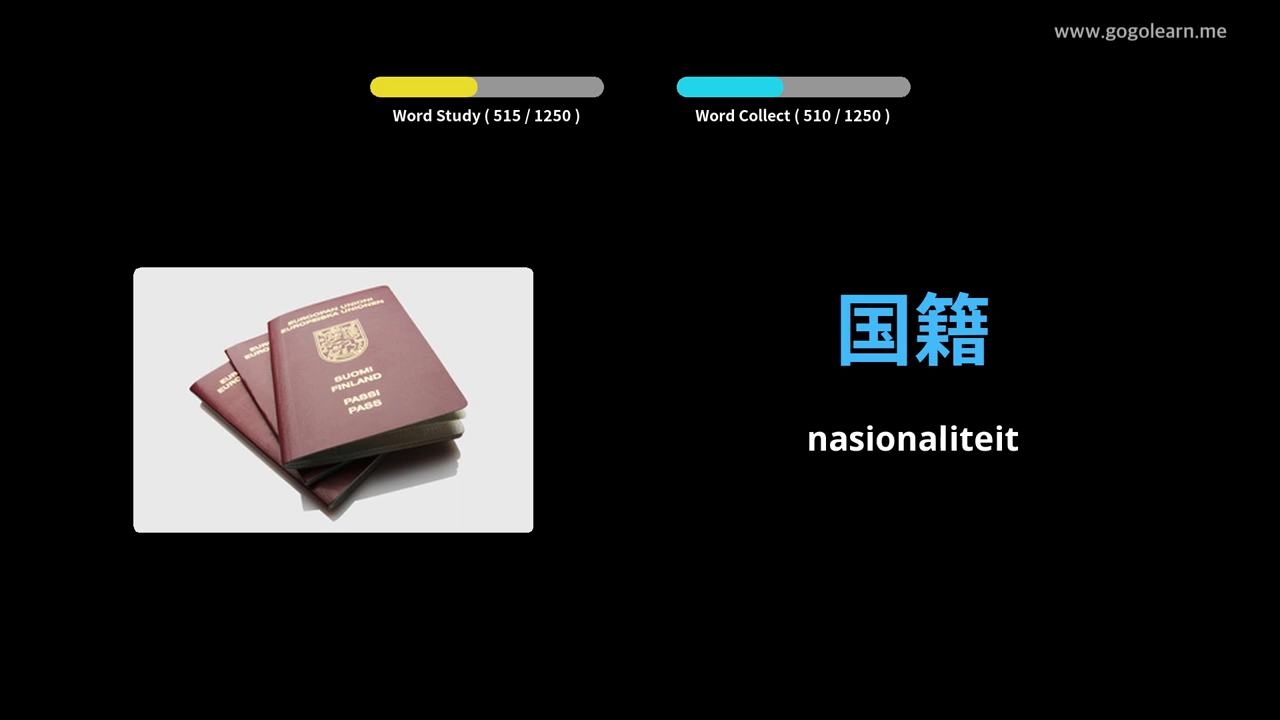 www.gogolearn.me
Word Study ( 515 / 1250 )
Word Collect ( 510 / 1250 )
EUROOPAN UNIONI
EUROPEISKA UNIONEN
SUOMI
FINLAND
PASSI
PASS
国籍
nasionaliteit